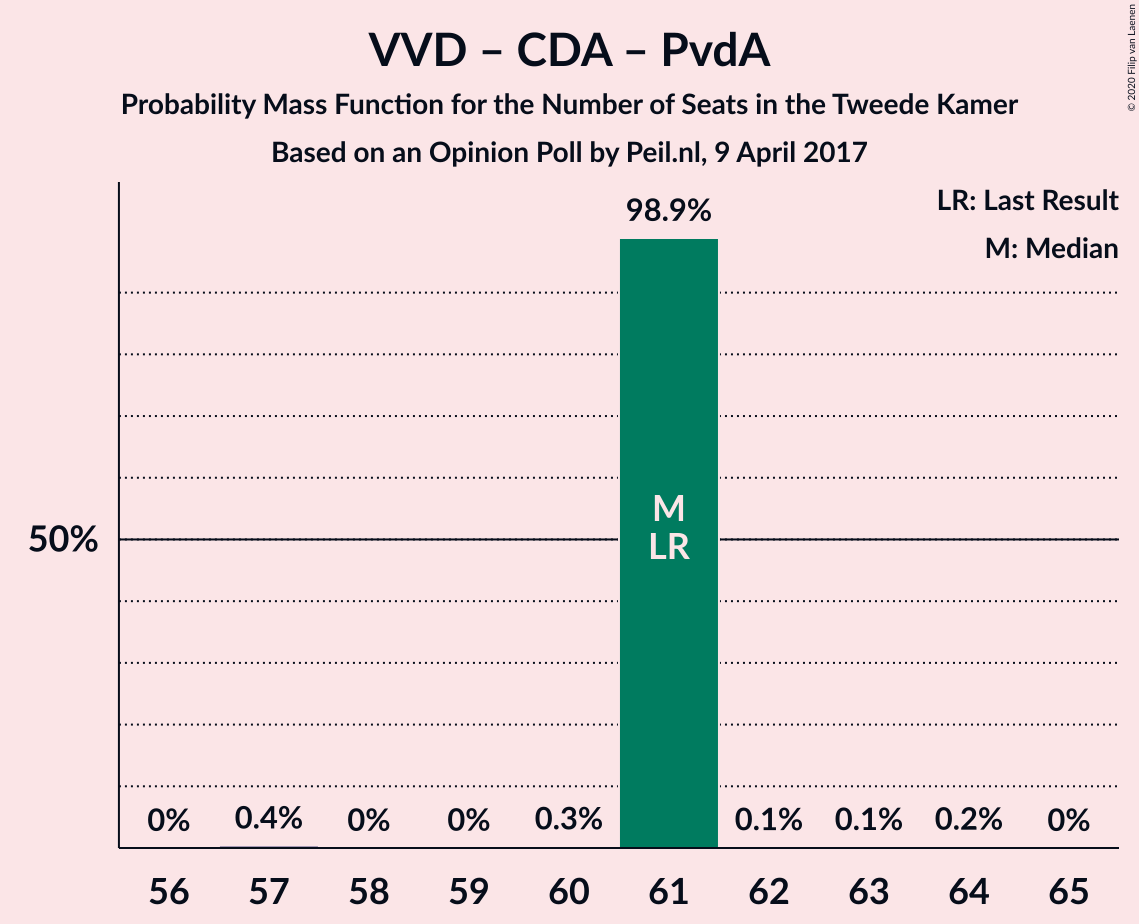 VVD – CDA – PvdA
Probability Mass Function for the Number of Seats in the Tweede Kamer
Based on an Opinion Poll by Peil.nl, 9 April 2017
© 2020 Filip van Laenen
LR: Last Result
M: Median
98.9%
M
LR
50%
0% 0.4% 0% 0% 0.3% 0.1% 0.1% 0.2% 0%
56 57 58 59 60 61 62 63 64 65